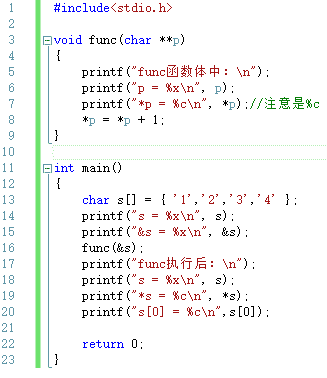 1 #include<stdio.h>
2
3 void func(char **p)
4 {
5 printf("func函数体中：\n");
6 printf("p = %x\n", p);
7 printf("*p = %c\n", *p);//注意是%c
8 *p = *p + 1;
9 }
10
11 int main()
12 {
13 char s[] = { '1','2','3','4' };
14 printf("s = %x\n", s);
15 printf("&s = %x\n", &s);
16 func(&s);
17 printf("func执行后：\n");
18 printf("s = %x\n", s);
19 printf("*s = %c\n", *s);
20 printf("s[0] = %c\n",s[0]);
21
22 return 0;
23 }